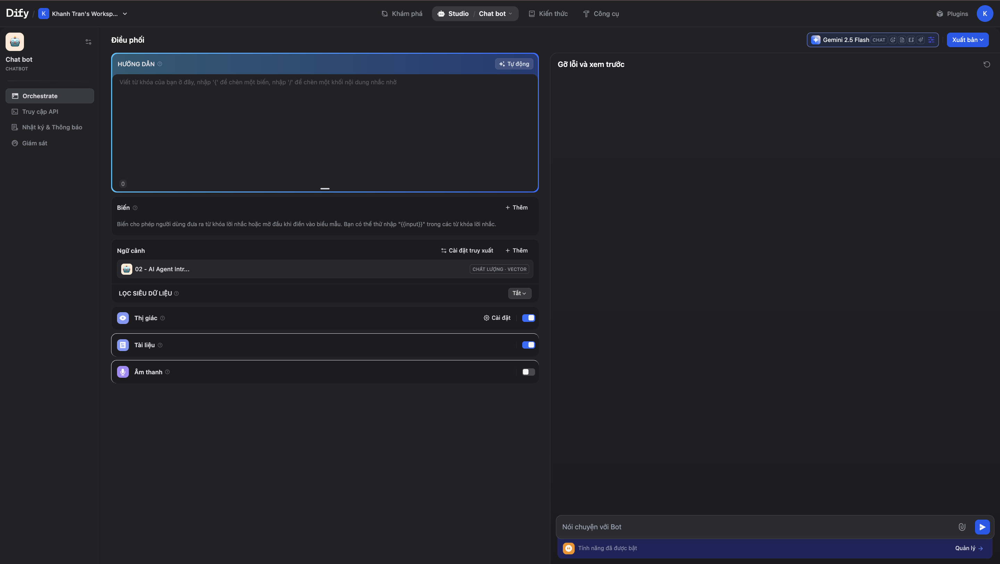 Dify / K Khanh Tran's Worksp...
Khám phá
Studio / Chat bot
Kiến thức
Công cụ
Plugins
K
Chat bot
CHATBOT
Orchestrate
Truy cập API
Nhật ký & Thông báo
Giám sát
Điều phối
Gemini 2.5 Flash CHAT
Xuất bản
HƯỚNG DẪN
Tự động
Viết từ khóa của bạn ở đây, nhập '{' để chèn một biến, nhập '/' để chèn một khối nội dung nhắc nhở
0
Biến
+ Thêm
Biến cho phép người dùng đưa ra từ khóa lời nhắc hoặc mở đầu khi điền vào biểu mẫu. Bạn có thể thử nhập "{{input}}" trong các từ khóa lời nhắc.
Ngữ cảnh
Cài đặt truy xuất
+ Thêm
02 - AI Agent Intr...
CHẤT LƯỢNG · VECTOR
LỌC SIÊU DỮ LIỆU
Tắt
Thị giác
Cài đặt
Tài liệu
Âm thanh
Gỡ lỗi và xem trước
Nói chuyện với Bot
Tính năng đã được bật
Quản lý →